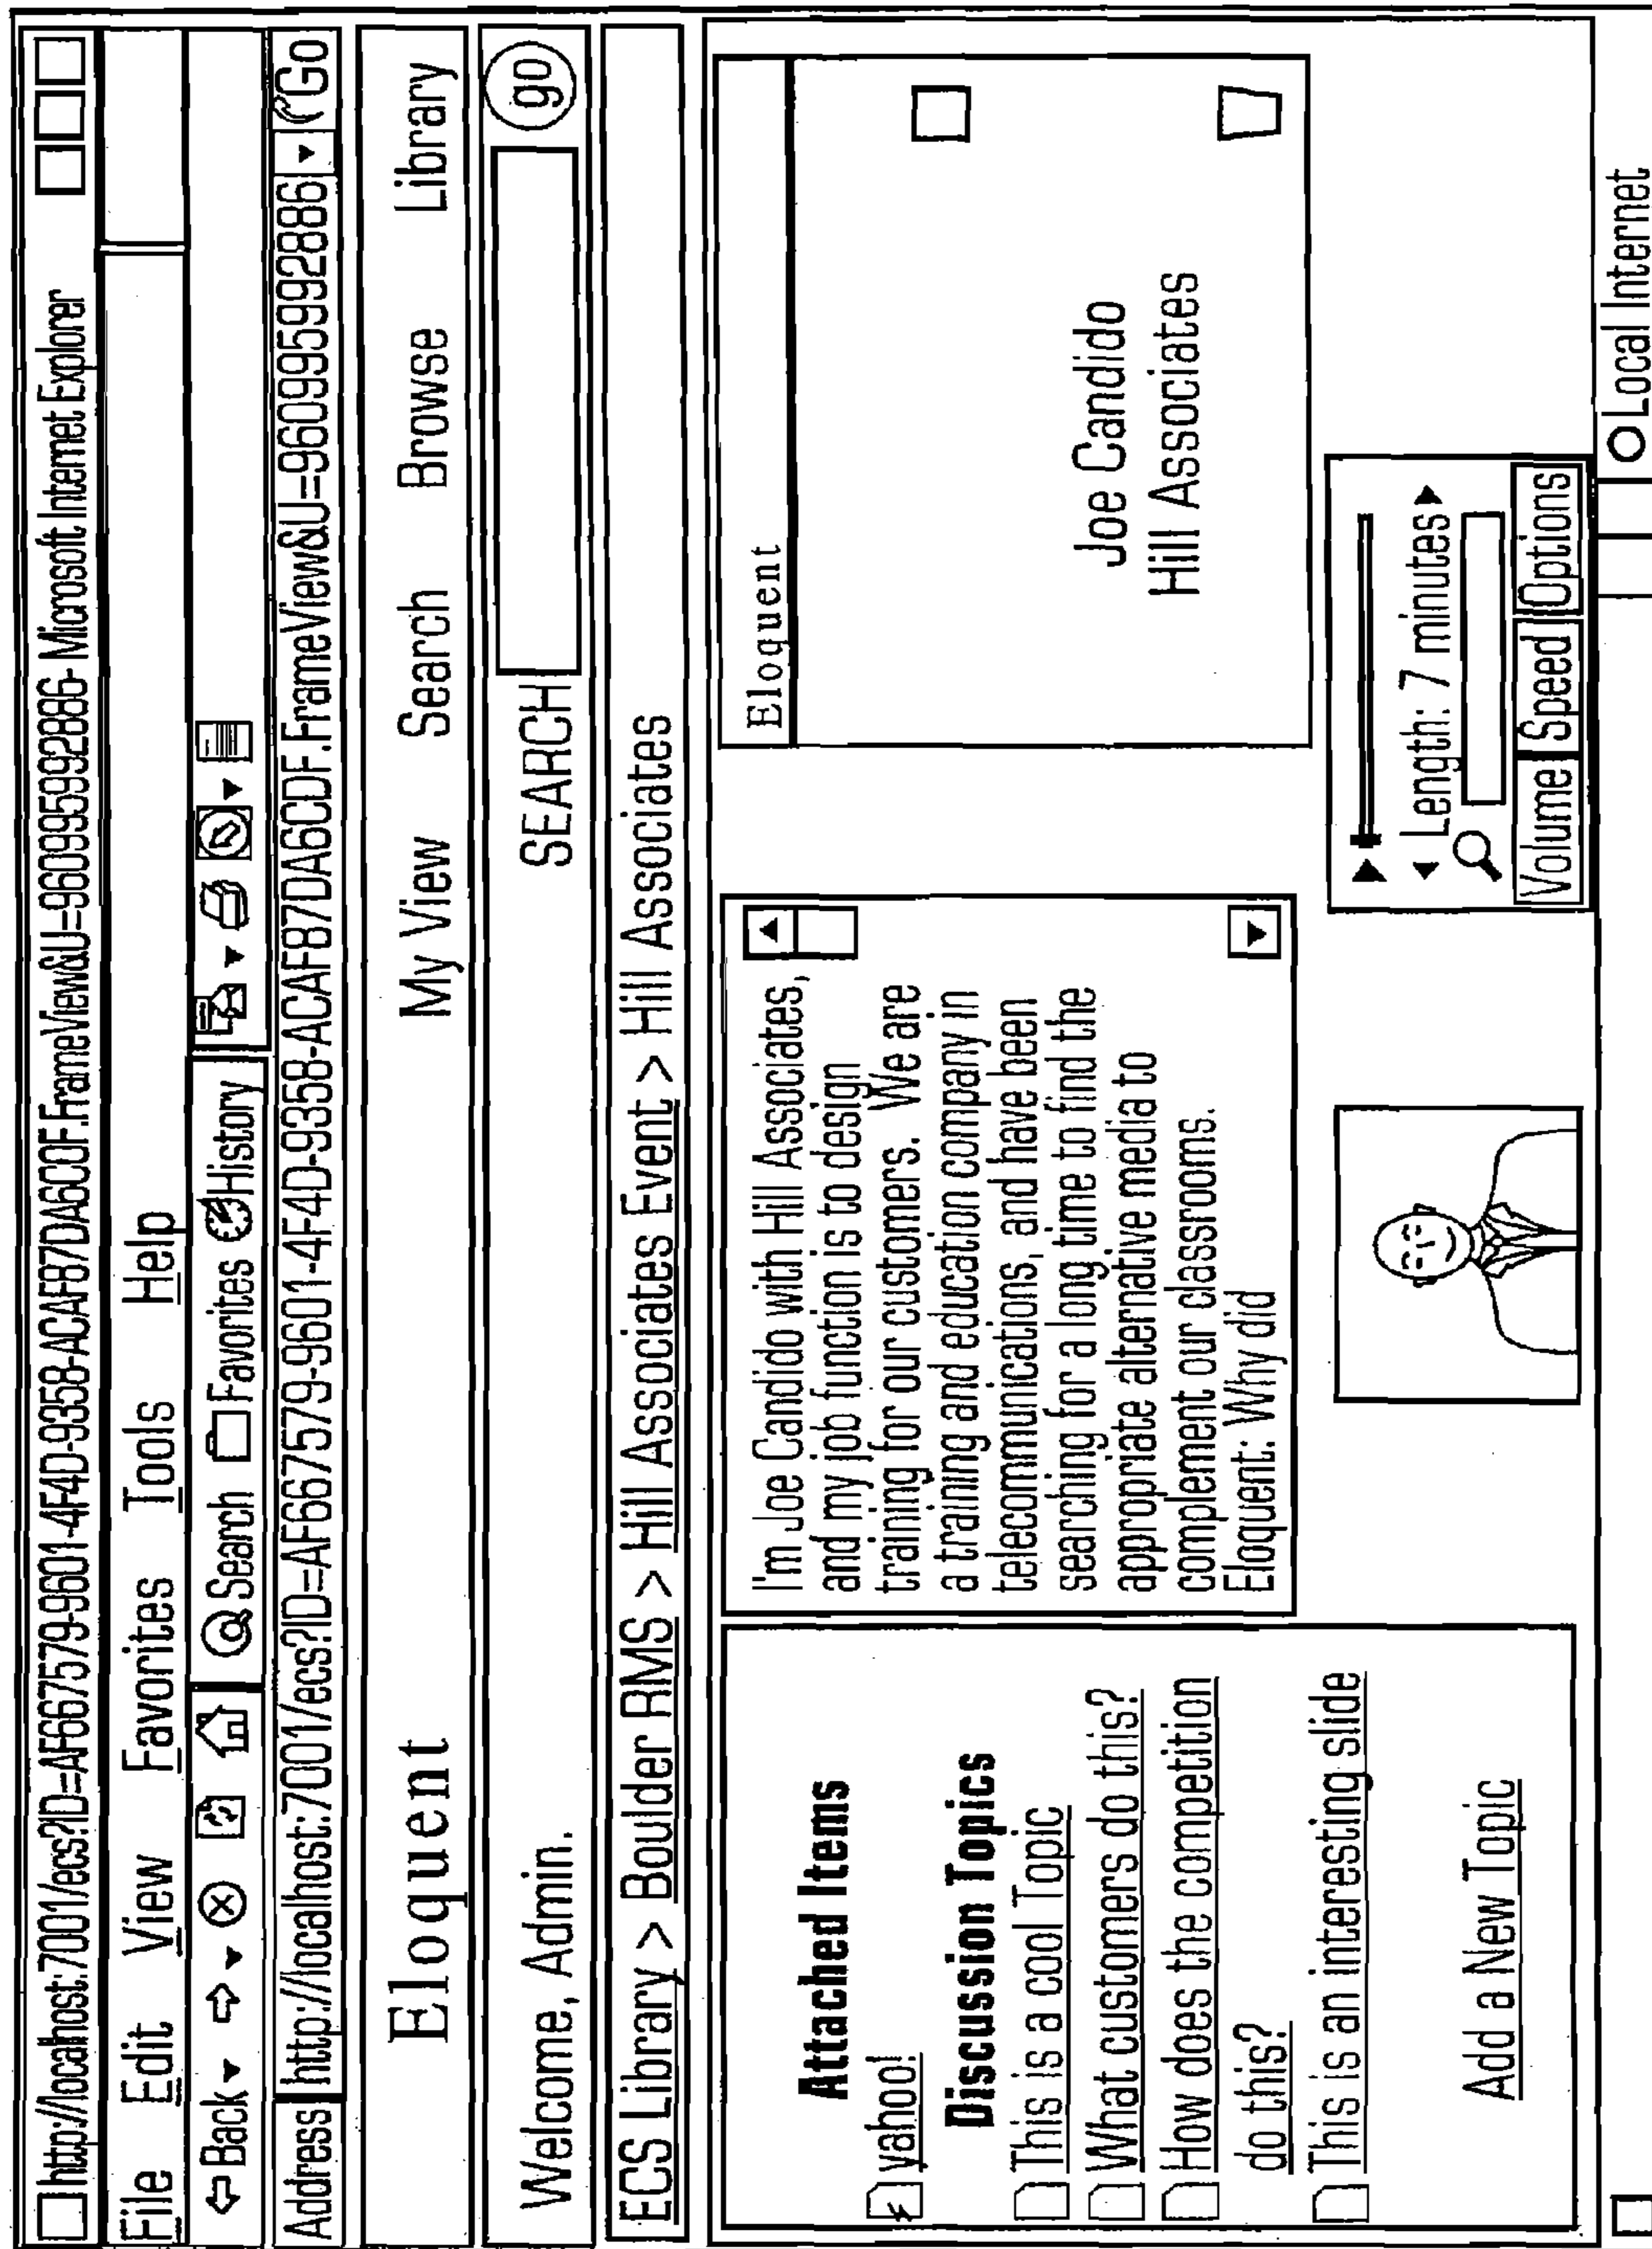 http://localhost:7001/ecs?ID=AF667579-9601-4F4D-9358-ACAFB7DA6CDF.FrameView&U=960995992886- Microsoft Internet Explorer
File Edit View Favorites Tools Help
Back Search Favorites History
Address http://localhost:7001/ecs?ID=AF667579-9601-4F4D-9358-ACAFB7DA6CDF.FrameView&U=960995992886 Go
Eloquent My View Search Browse Library
Welcome, Admin. SEARCH go
ECS Library > Boulder RMS > Hill Associates Event > Hill Associates
Attached Items
yahoo!
Discussion Topics
This is a cool Topic
What customers do this?
How does the competition
do this?
This is an interesting slide
Add a New Topic
I'm Joe Candido with Hill Associates,
and my job function is to design
training for our customers. We are
a training and education company in
telecommunications, and have been
searching for a long time to find the
appropriate alternative media to
complement our classrooms.
Eloquent: Why did
Eloquent
Joe Candido
Hill Associates
Length: 7 minutes
Volume Speed Options
Local Internet